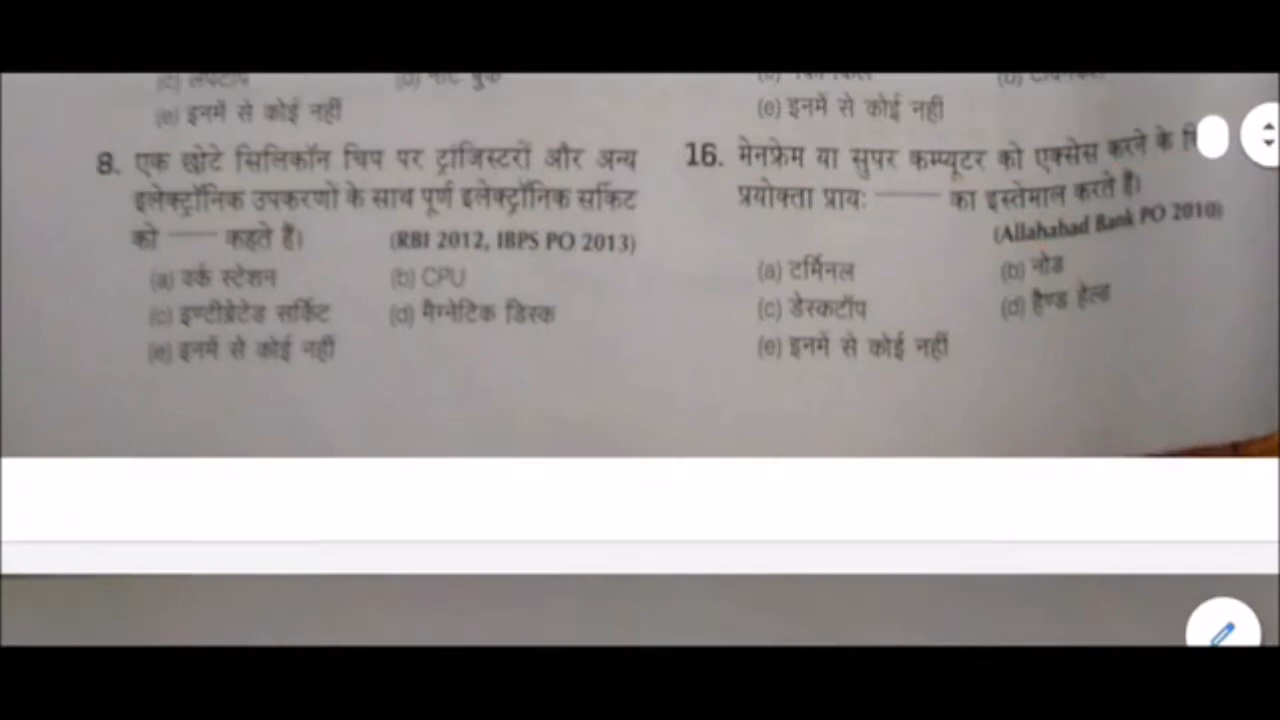 (e) इनमें से कोई नहीं
8. एक छोटे सिलिकॉन चिप पर ट्रांजिस्टरों और अन्य
इलेक्ट्रॉनिक उपकरणों के साथ पूर्ण इलेक्ट्रॉनिक सर्किट
को —— कहते हैं। (RBI 2012, IBPS PO 2013)
(a) वर्क स्टेशन (b) CPU
(c) इण्टीग्रेटेड सर्किट (d) मैग्नेटिक डिस्क
(e) इनमें से कोई नहीं
(e) इनमें से कोई नहीं
16. मेनफ्रेम या सुपर कम्प्यूटर को एक्सेस करने के
प्रयोक्ता प्रायः —— का इस्तेमाल करते हैं।
(Allahabad Bank PO 2010)
(a) टर्मिनल (b) नोड
(c) डेस्कटॉप (d) हैण्ड हेल्ड
(e) इनमें से कोई नहीं